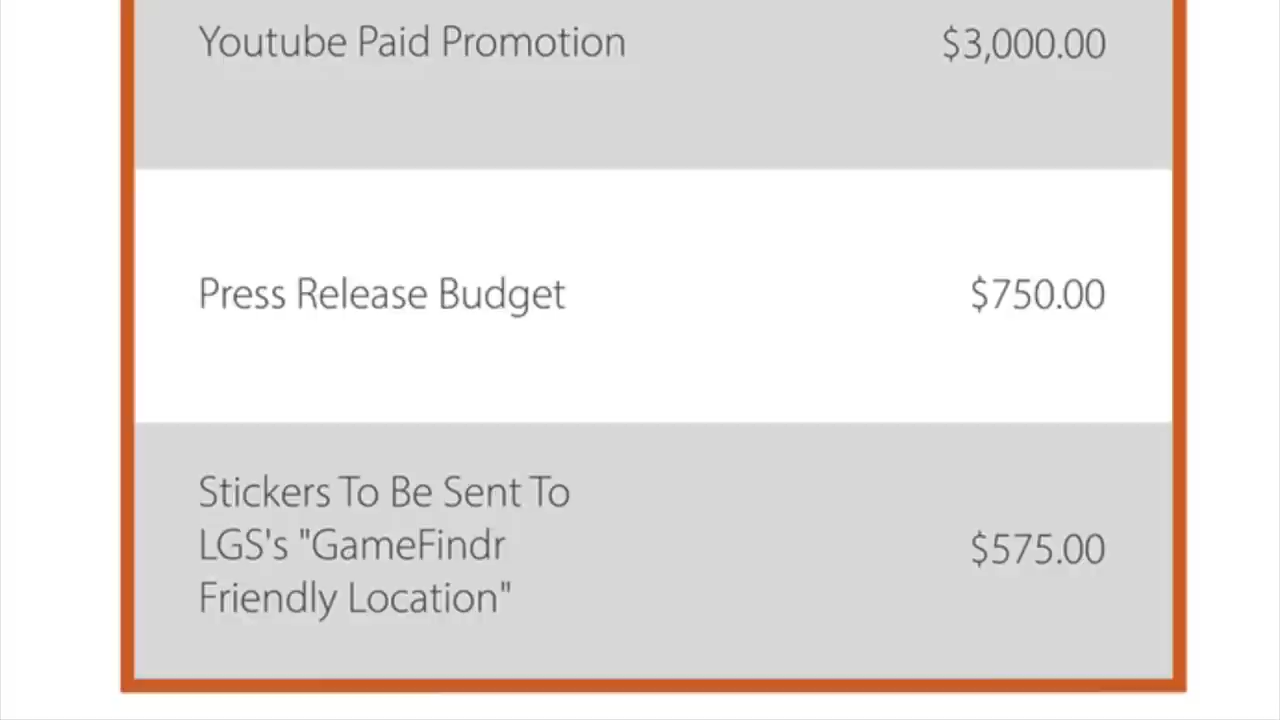 Youtube Paid Promotion $3,000.00
Press Release Budget $750.00
Stickers To Be Sent To
LGS's "GameFindr $575.00
Friendly Location"